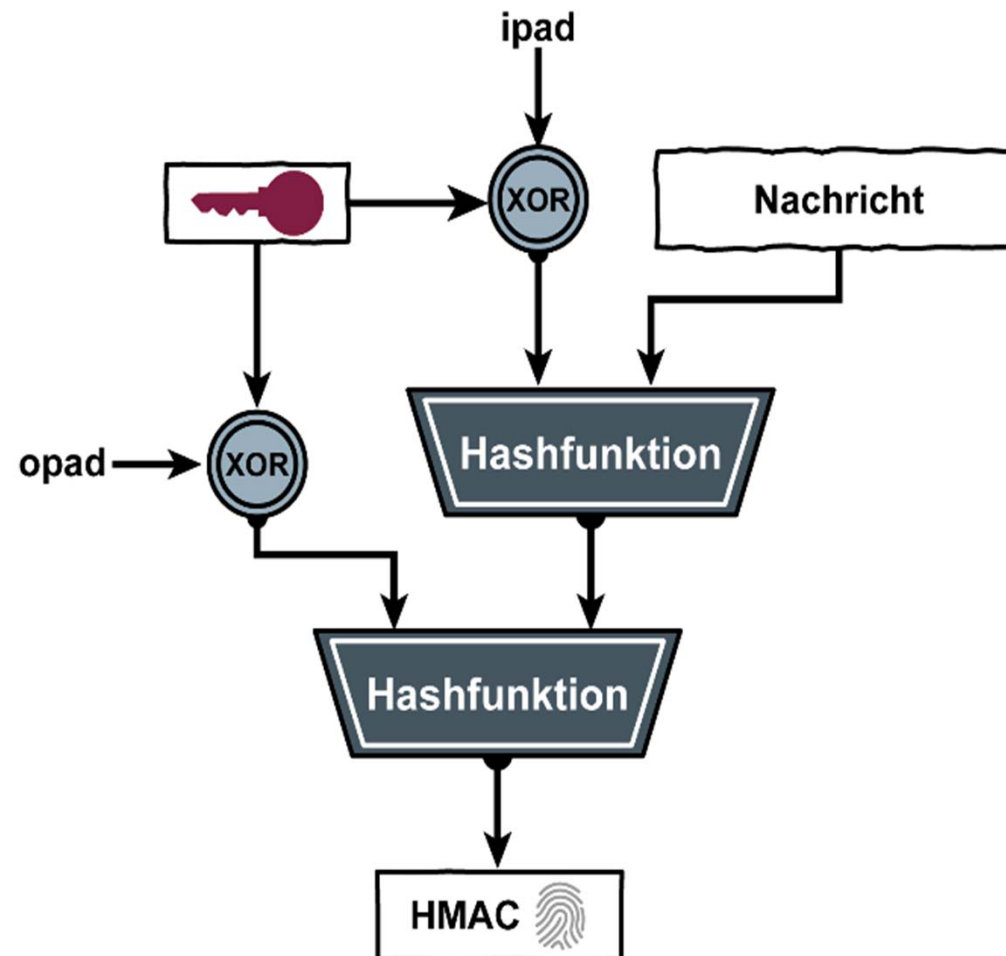 ipad
XOR
Nachricht
opad
XOR
Hashfunktion
Hashfunktion
HMAC